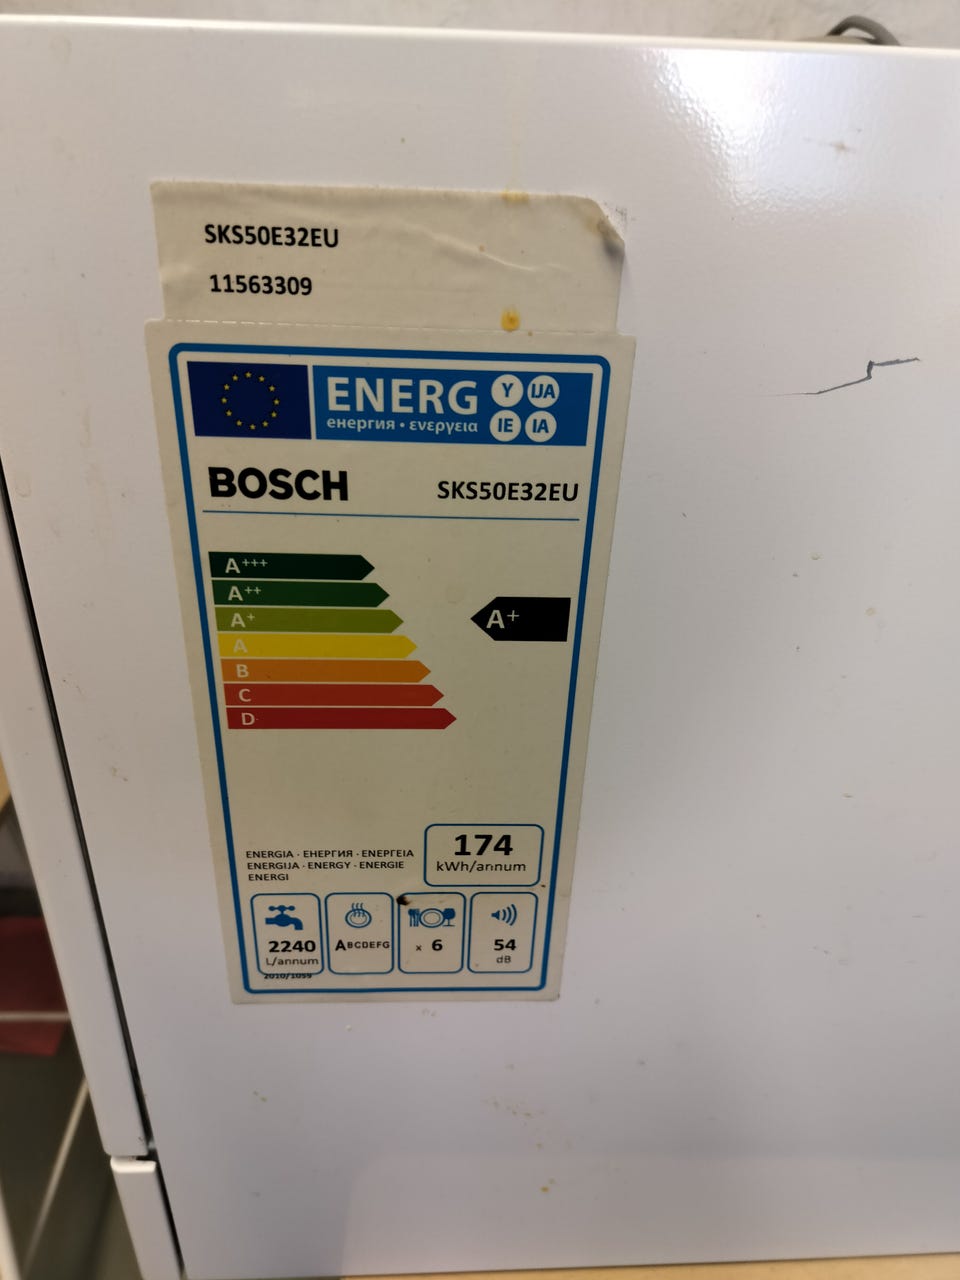 SKS50E32EU
11563309
ENERG Y IJA
енергия · ενεργεια IE IA
BOSCH SKS50E32EU
A+++
A++
A+ A+
A
B
C
D
ENERGIA · ЕНЕРГИЯ · ΕΝΕΡΓΕΙΑ
ENERGIJA · ENERGY · ENERGIE
ENERGI
174
kWh/annum
2240
L/annum
ABCDEFG
x 6
54
dB
2010/1059